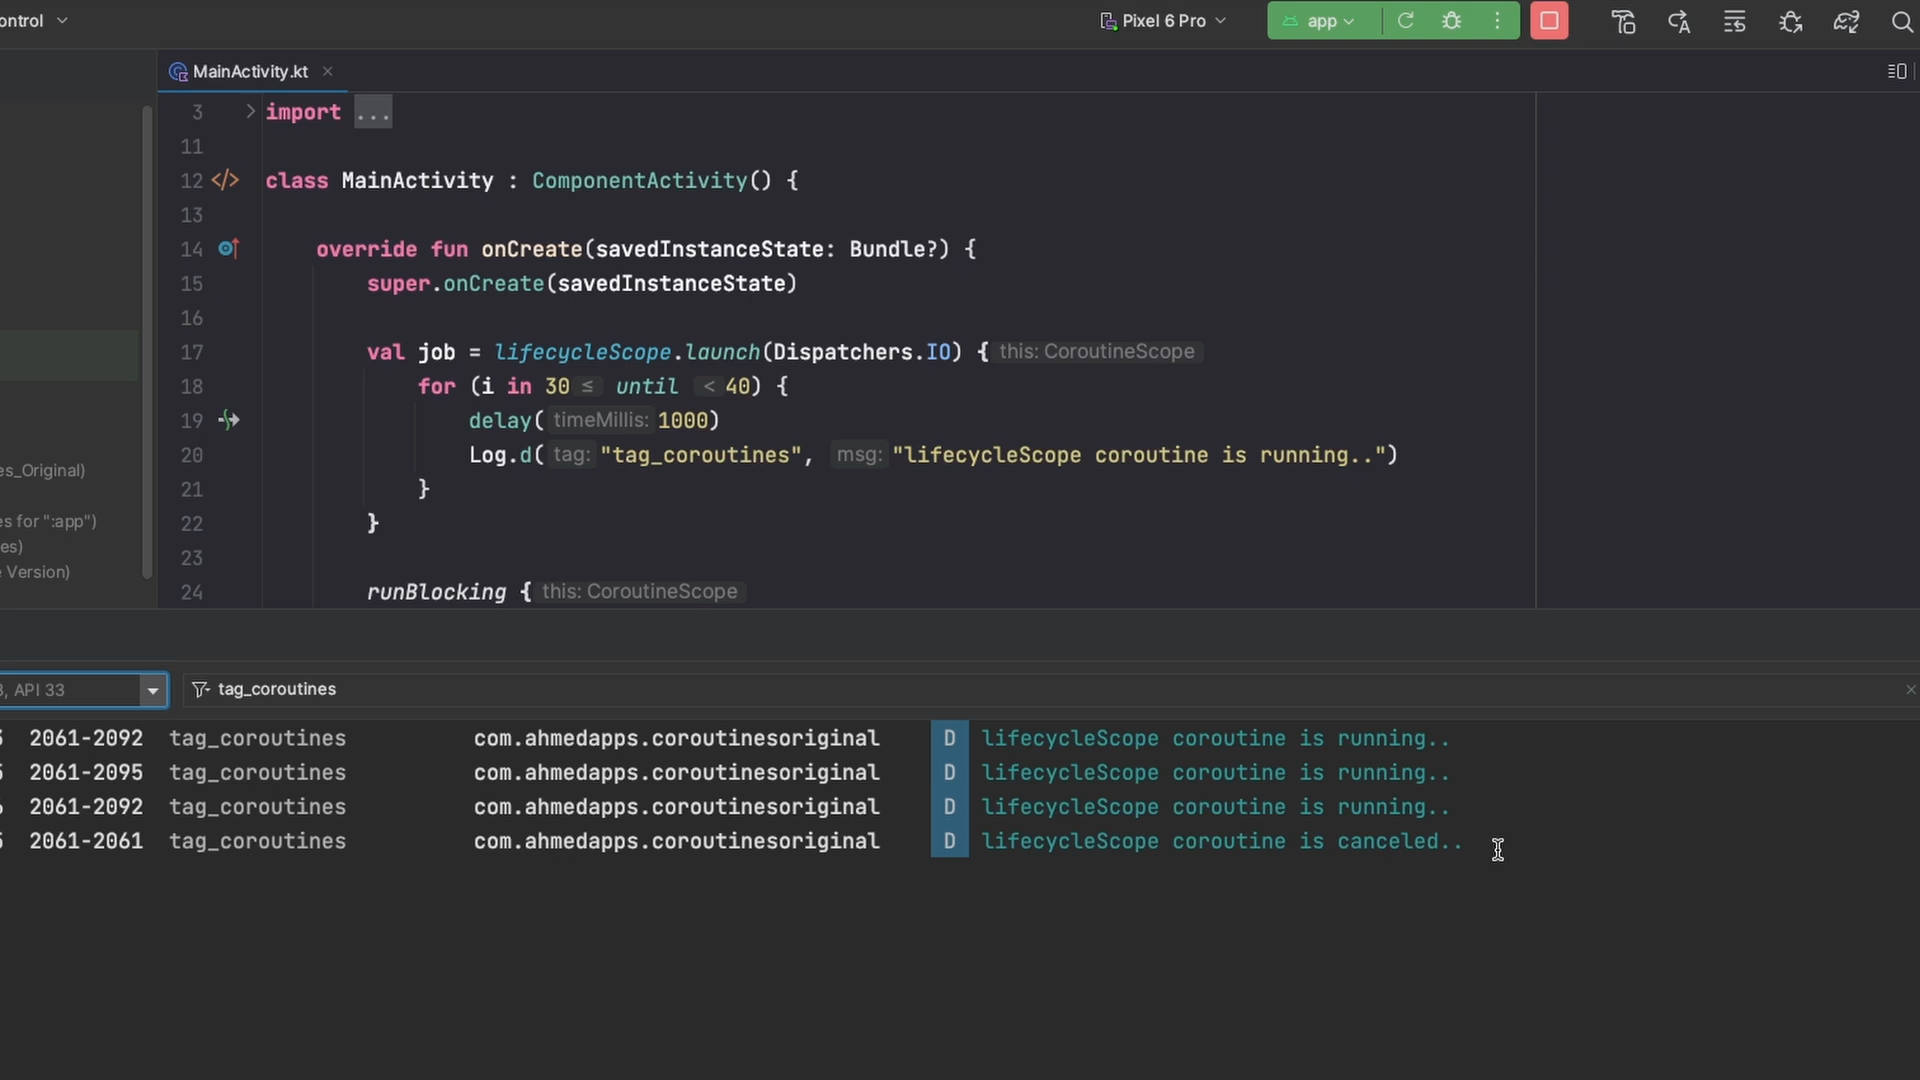 ontrol
Pixel 6 Pro
app
MainActivity.kt
3 import ...
11
12 class MainActivity : ComponentActivity() {
13
14 override fun onCreate(savedInstanceState: Bundle?) {
15 super.onCreate(savedInstanceState)
16
17 val job = lifecycleScope.launch(Dispatchers.IO) { this: CoroutineScope
18 for (i in 30 ≤ until < 40) {
19 delay( timeMillis: 1000)
20 Log.d( tag: "tag_coroutines", msg: "lifecycleScope coroutine is running..")
21 }
22 }
23
24 runBlocking { this: CoroutineScope
es_Original)
es for ":app")
es)
e Version)
, API 33
tag_coroutines
2061-2092 tag_coroutines com.ahmedapps.coroutinesoriginal D lifecycleScope coroutine is running..
2061-2095 tag_coroutines com.ahmedapps.coroutinesoriginal D lifecycleScope coroutine is running..
2061-2092 tag_coroutines com.ahmedapps.coroutinesoriginal D lifecycleScope coroutine is running..
2061-2061 tag_coroutines com.ahmedapps.coroutinesoriginal D lifecycleScope coroutine is canceled..